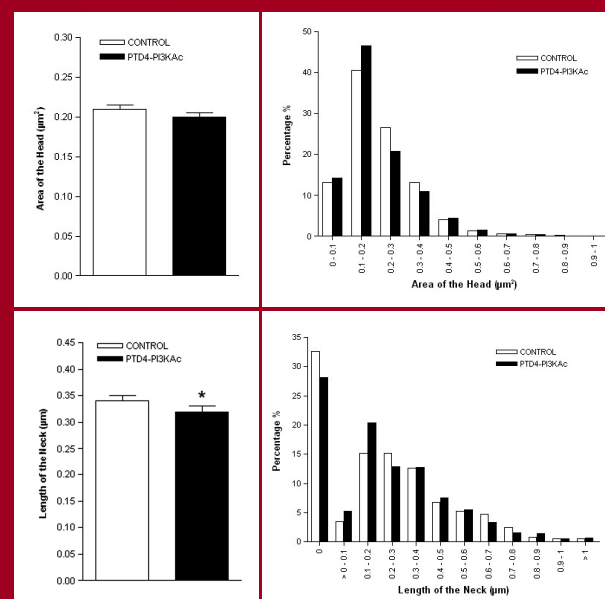 CONTROL
PTD4-PI3KAc
Area of the Head (µm²)
0.30
0.25
0.20
0.15
0.10
0.05
0.00
CONTROL
PTD4-PI3KAc
Percentage %
50
40
30
20
10
0
0 - 0.1
0.1 - 0.2
0.2 - 0.3
0.3 - 0.4
0.4 - 0.5
0.5 - 0.6
0.6 - 0.7
0.7 - 0.8
0.8 - 0.9
0.9 - 1
Area of the Head (µm²)
CONTROL
PTD4-PI3KAc
Length of the Neck (µm)
0.45
0.40
0.35
0.30
0.25
0.20
0.15
0.10
0.05
0.00
*
CONTROL
PTD4-PI3KAc
Percentage %
35
30
25
20
15
10
5
0
0
> 0 - 0.1
0.1 - 0.2
0.2 - 0.3
0.3 - 0.4
0.4 - 0.5
0.5 - 0.6
0.6 - 0.7
0.7 - 0.8
0.8 - 0.9
0.9 - 1
> 1
Length of the Neck (µm)